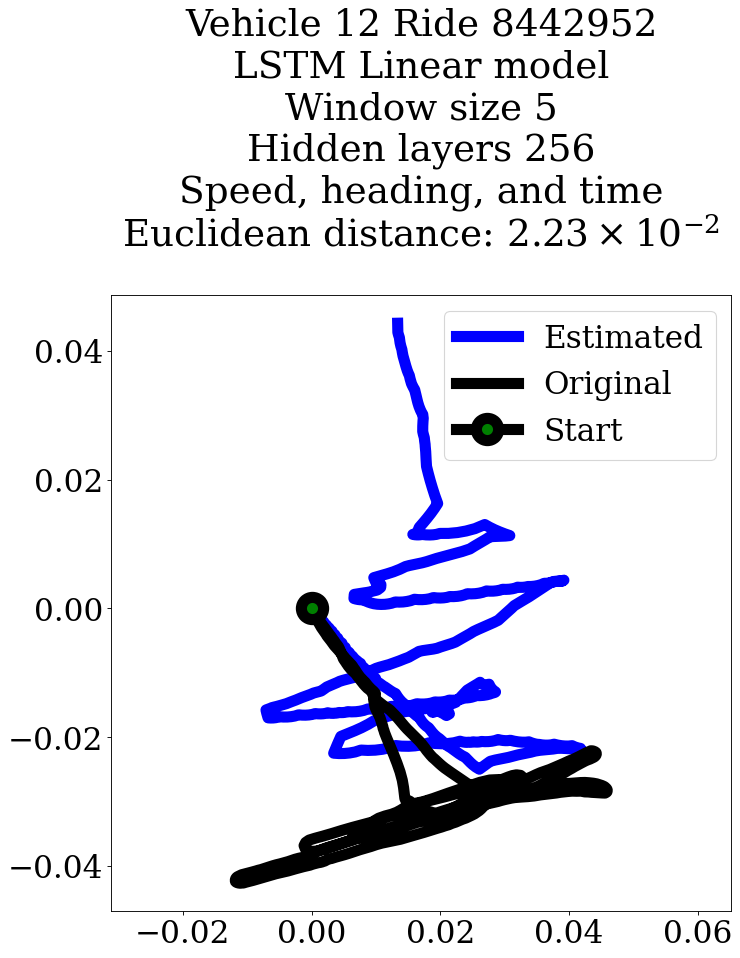 Vehicle 12 Ride 8442952
LSTM Linear model
Window size 5
Hidden layers 256
Speed, heading, and time
Euclidean distance: 2.23 × 10⁻²
Estimated
Original
Start
0.04
0.02
0.00
−0.02
−0.04
−0.02 0.00 0.02 0.04 0.06